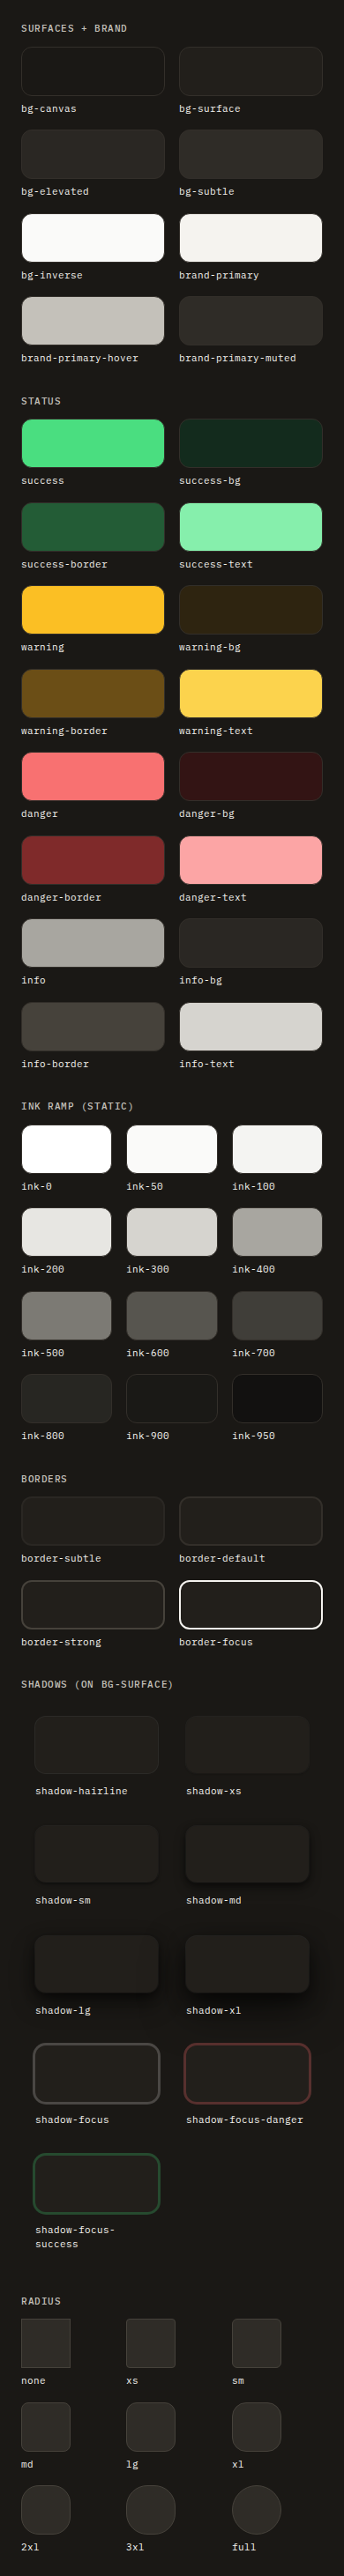 SURFACES + BRAND
bg-canvas bg-surface
bg-elevated bg-subtle
bg-inverse brand-primary
brand-primary-hover brand-primary-muted
STATUS
success success-bg
success-border success-text
warning warning-bg
warning-border warning-text
danger danger-bg
danger-border danger-text
info info-bg
info-border info-text
INK RAMP (STATIC)
ink-0 ink-50 ink-100
ink-200 ink-300 ink-400
ink-500 ink-600 ink-700
ink-800 ink-900 ink-950
BORDERS
border-subtle border-default
border-strong border-focus
SHADOWS (ON BG-SURFACE)
shadow-hairline shadow-xs
shadow-sm shadow-md
shadow-lg shadow-xl
shadow-focus shadow-focus-danger
shadow-focus-
success
RADIUS
none xs sm
md lg xl
2xl 3xl full